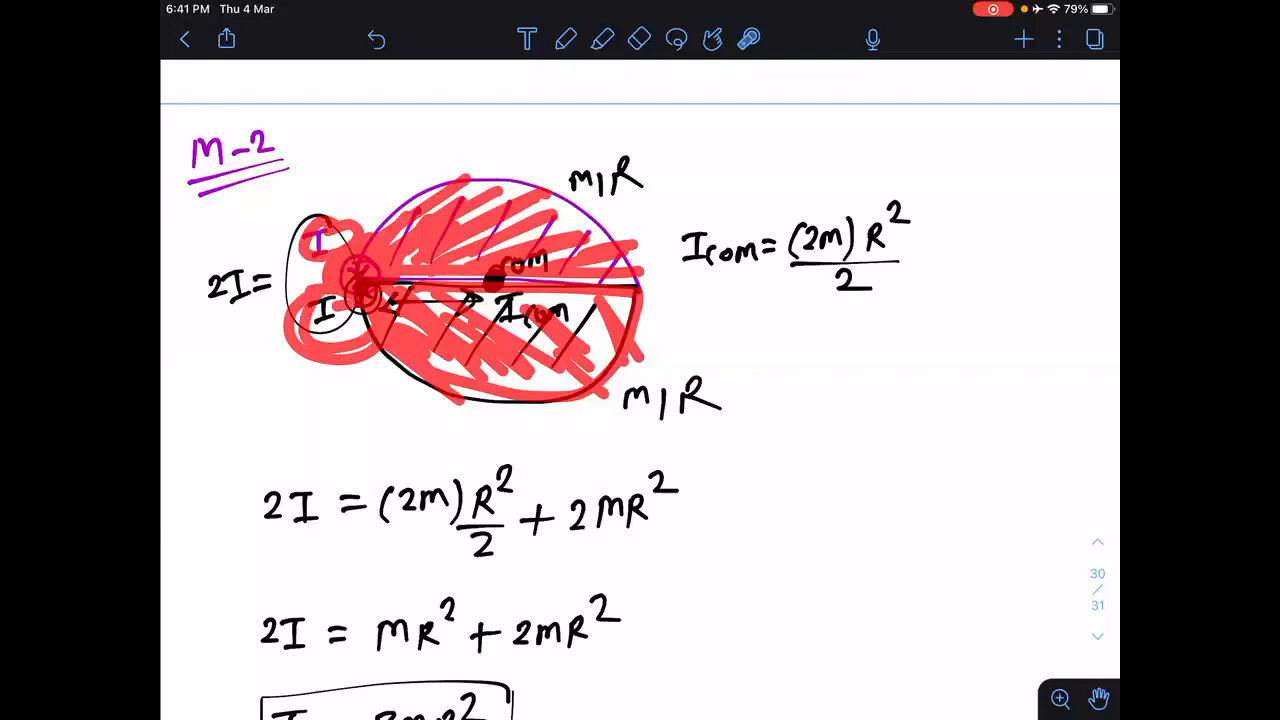 6:41 PM Thu 4 Mar
79%
M-2
m, R
I
2I =
com
I
Icom
Icom = (2m) R² / 2
m, R
2I = (2m) R²/2 + 2mR²
2I = mR² + 2mR²
30
/
31